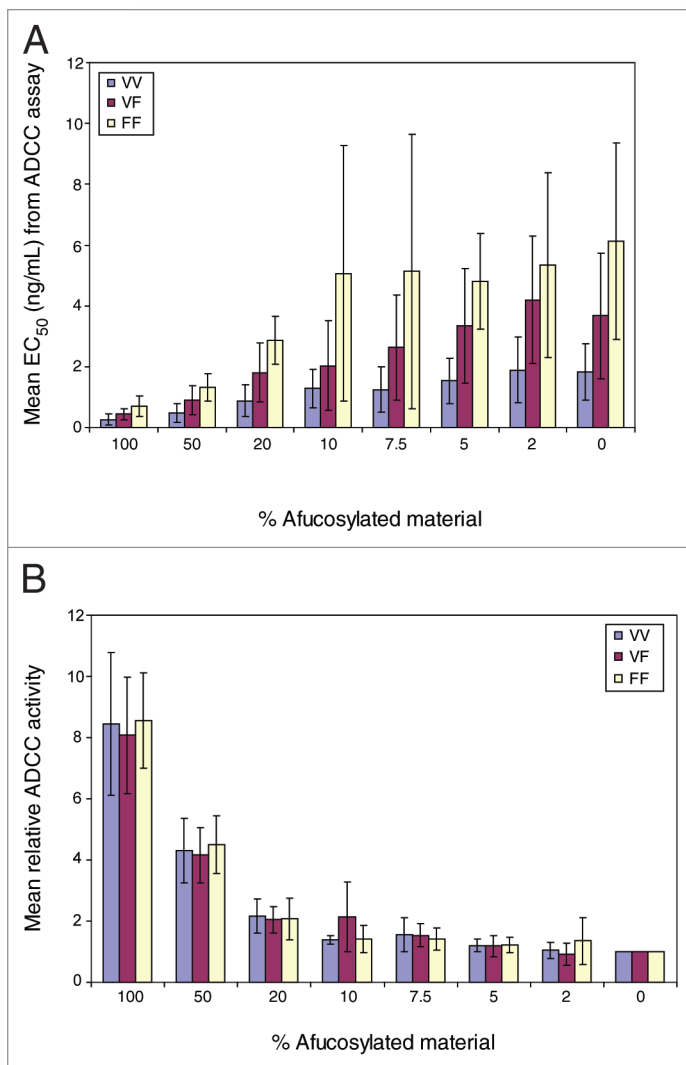 A
Mean EC50 (ng/mL) from ADCC assay
12
10
8
6
4
2
0
VV
VF
FF
100 50 20 10 7.5 5 2 0
% Afucosylated material
B
Mean relative ADCC activity
12
10
8
6
4
2
0
VV
VF
FF
100 50 20 10 7.5 5 2 0
% Afucosylated material